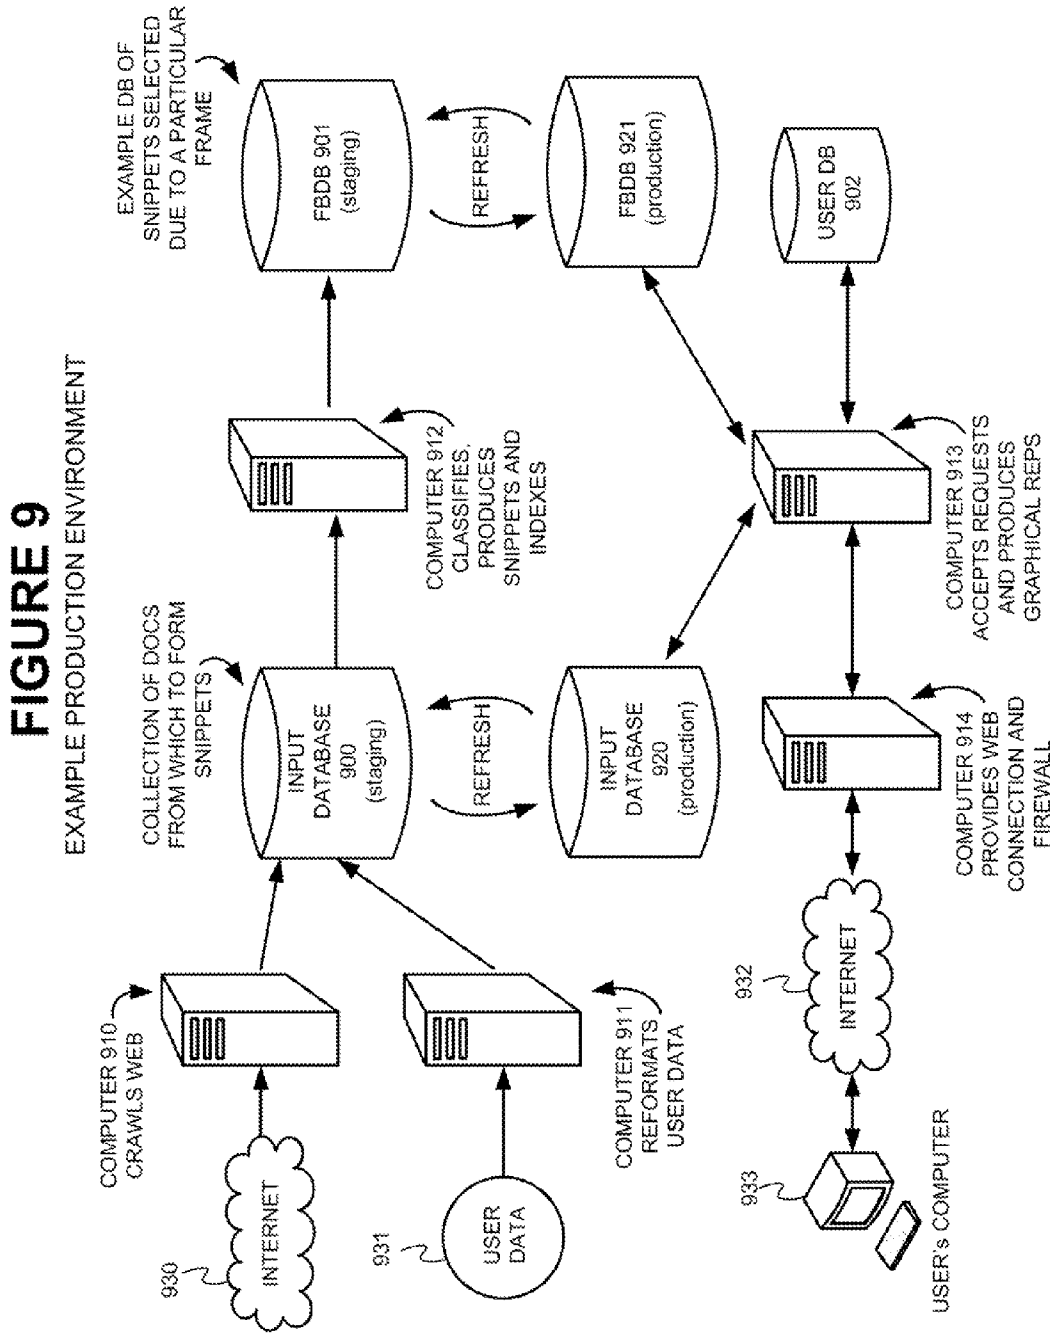 FIGURE 9
EXAMPLE PRODUCTION ENVIRONMENT
930
INTERNET
COMPUTER 910
CRAWLS WEB
COLLECTION OF DOCS
FROM WHICH TO FORM
SNIPPETS
INPUT
DATABASE
900
(staging)
COMPUTER 912
CLASSIFIES,
PRODUCES
SNIPPETS AND
INDEXES
EXAMPLE DB OF
SNIPPETS SELECTED
DUE TO A PARTICULAR
FRAME
FBDB 901
(staging)
931
USER
DATA
COMPUTER 911
REFORMATS
USER DATA
REFRESH
REFRESH
INPUT
DATABASE
920
(production)
FBDB 921
(production)
933
USER's COMPUTER
932
INTERNET
COMPUTER 914
PROVIDES WEB
CONNECTION AND
FIREWALL
COMPUTER 913
ACCEPTS REQUESTS
AND PRODUCES
GRAPHICAL REPS
USER DB
902